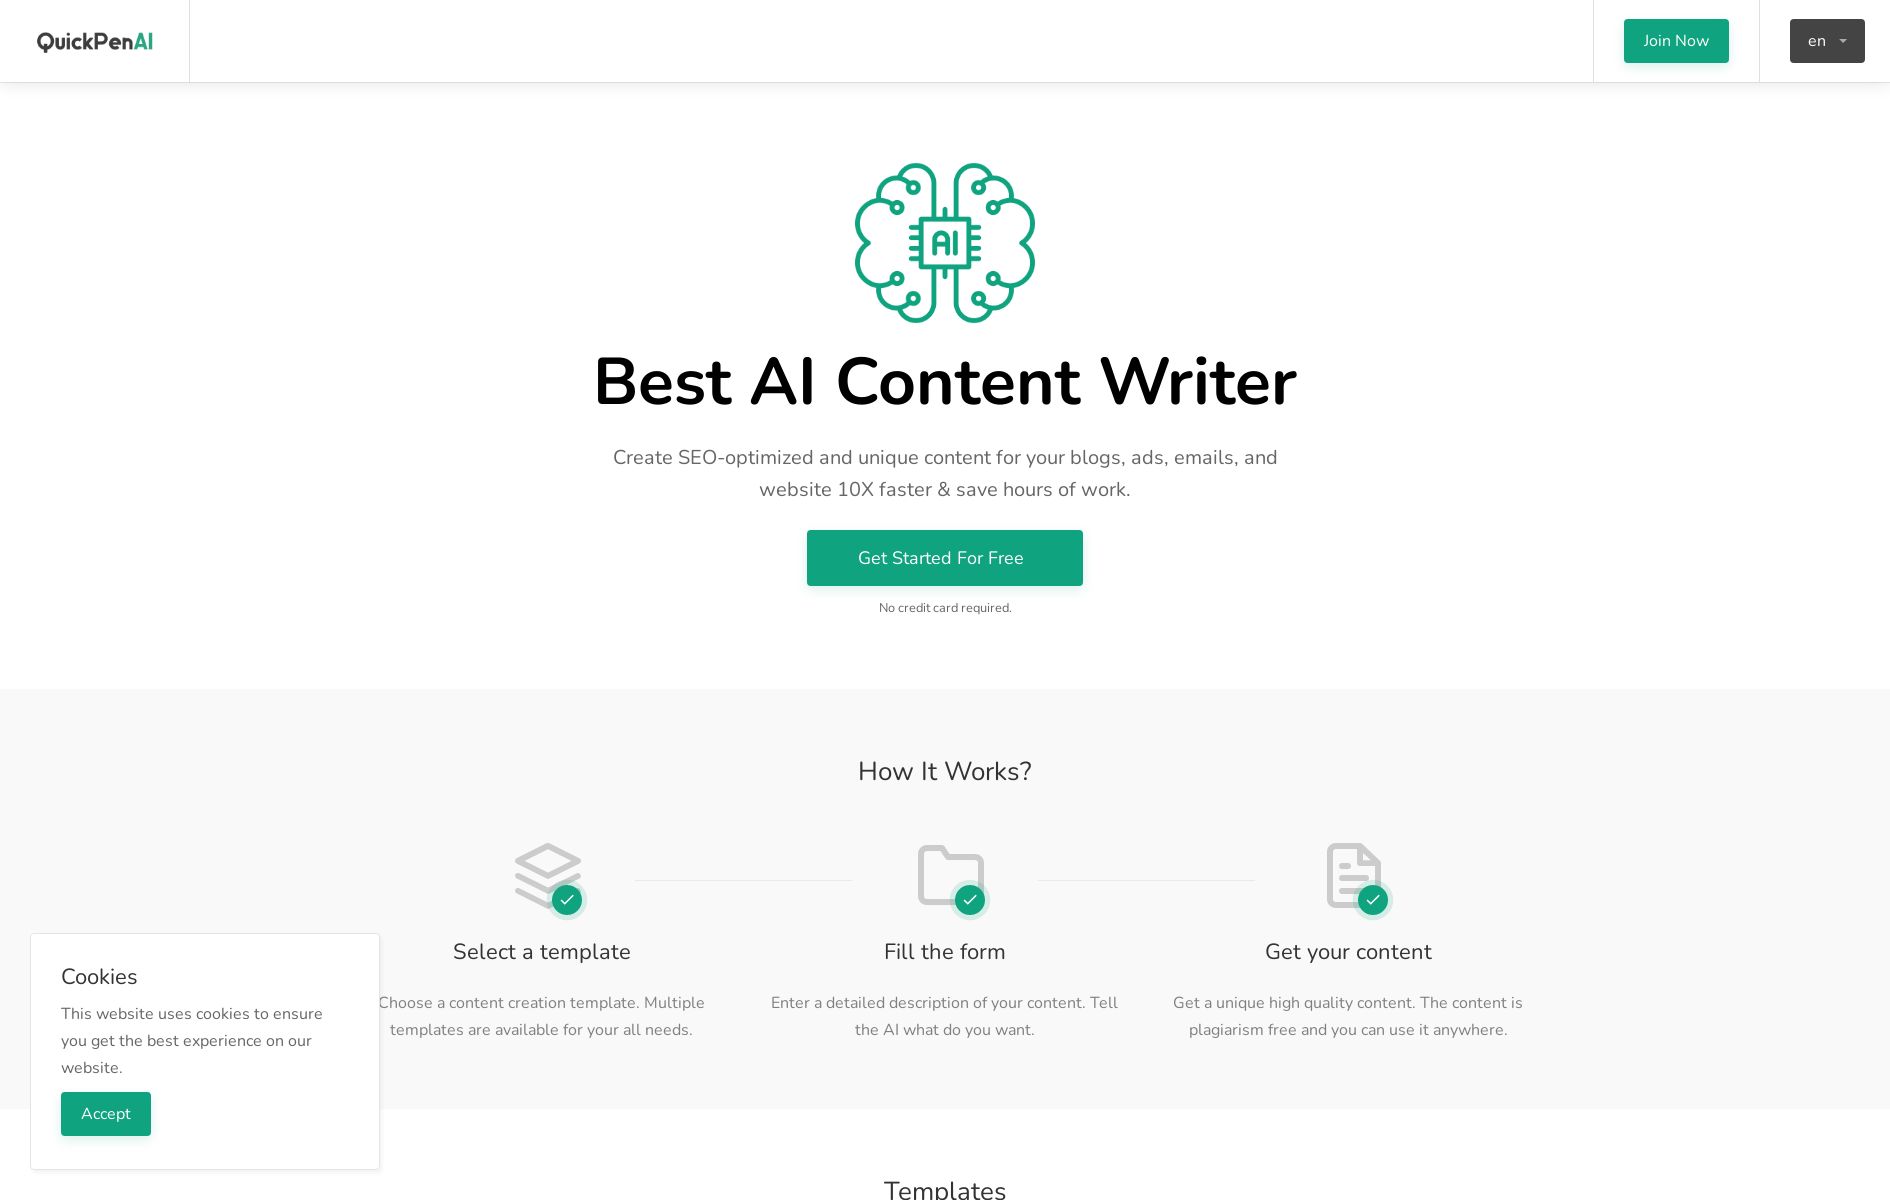 QuickPenAI
Join Now
en
AI
Best AI Content Writer
Create SEO-optimized and unique content for your blogs, ads, emails, and
website 10X faster & save hours of work.
Get Started For Free
No credit card required.
How It Works?
Select a template
Choose a content creation template. Multiple
templates are available for your all needs.
Fill the form
Enter a detailed description of your content. Tell
the AI what do you want.
Get your content
Get a unique high quality content. The content is
plagiarism free and you can use it anywhere.
Cookies
This website uses cookies to ensure
you get the best experience on our
website.
Accept
Templates